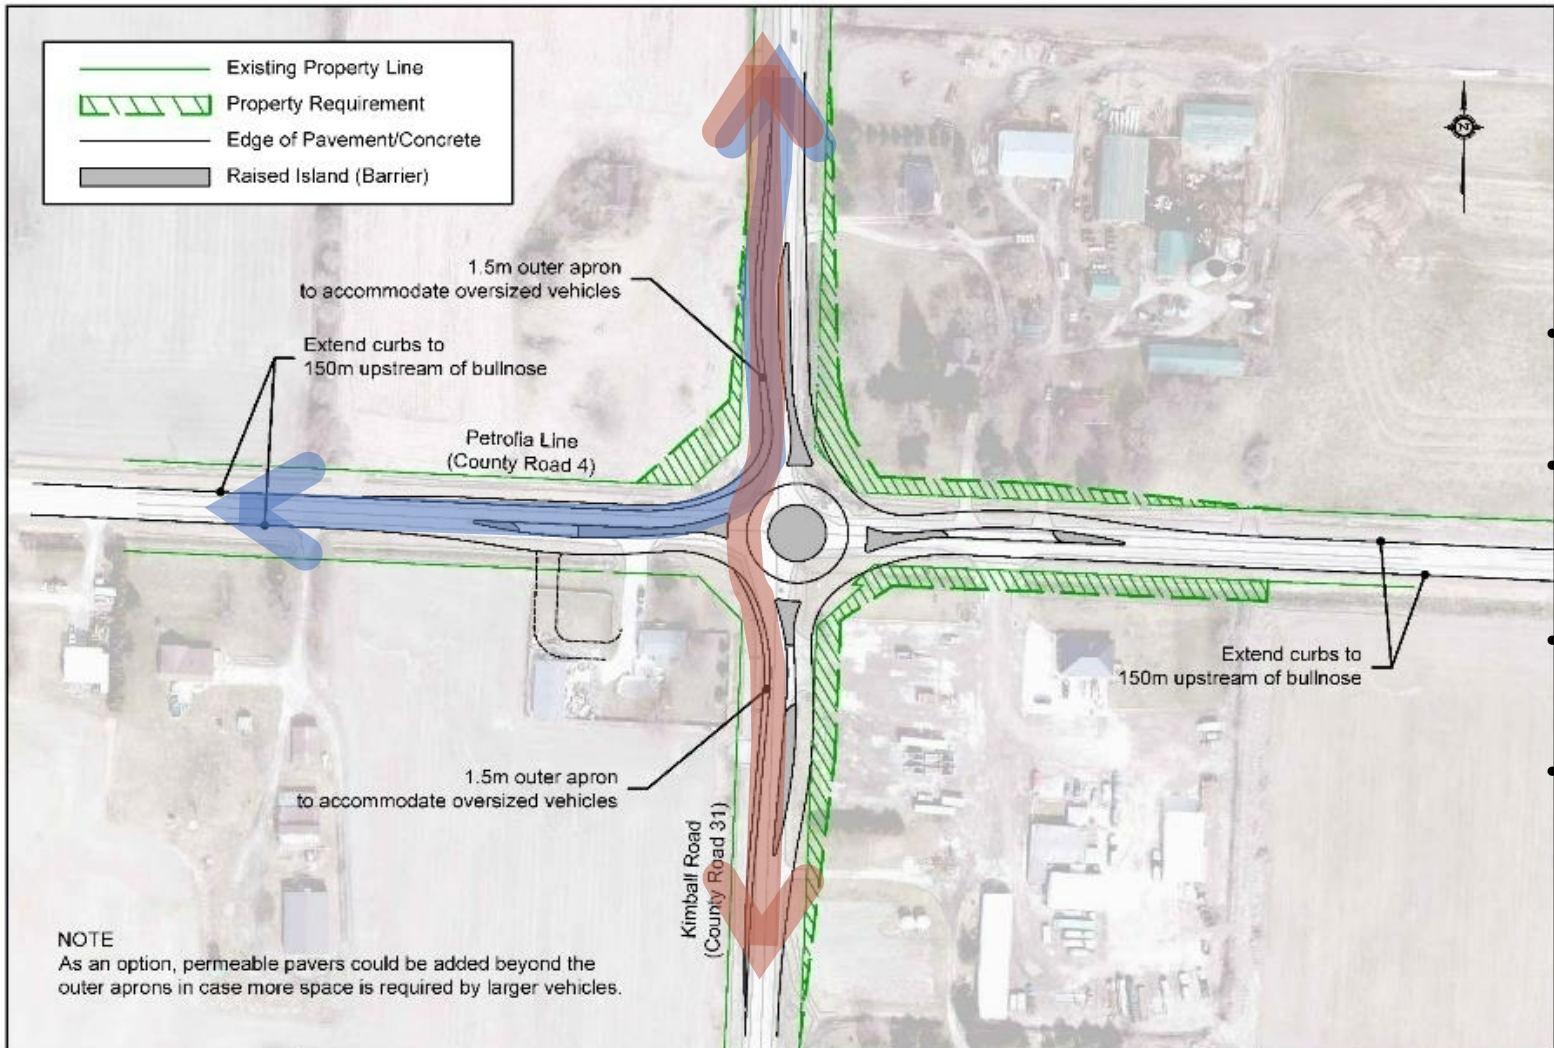 Existing Property Line
Property Requirement
Edge of Pavement/Concrete
Raised Island (Barrier)
1.5m outer apron
to accommodate oversized vehicles
Extend curbs to
150m upstream of bullnose
Petrolia Line
(County Road 4)
Extend curbs to
150m upstream of bullnose
1.5m outer apron
to accommodate oversized vehicles
Kimball Road
(County Road 31)
NOTE
As an option, permeable pavers could be added beyond the
outer aprons in case more space is required by larger vehicles.